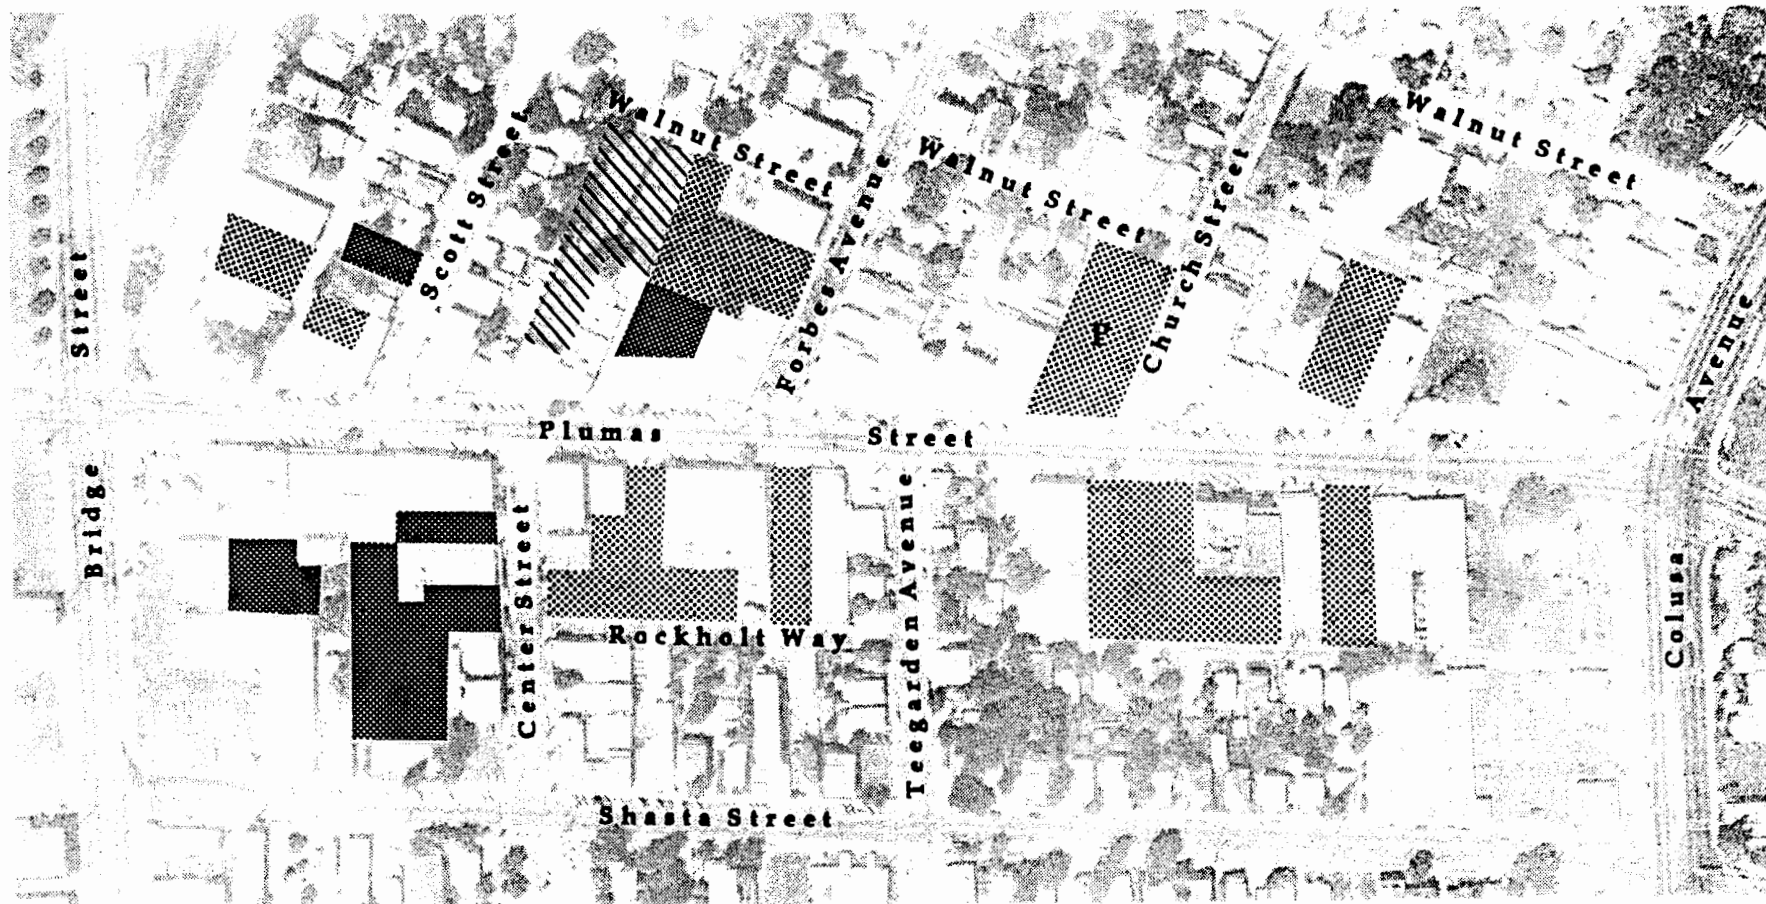 Walnut Street
Walnut Street
Walnut Street
Scott Street
Forbes Avenue
Church Street
P
Bridge Street
Colusa Avenue
Plumas Street
Center Street
Teegarden Avenue
Rockholt Way
Shasta Street